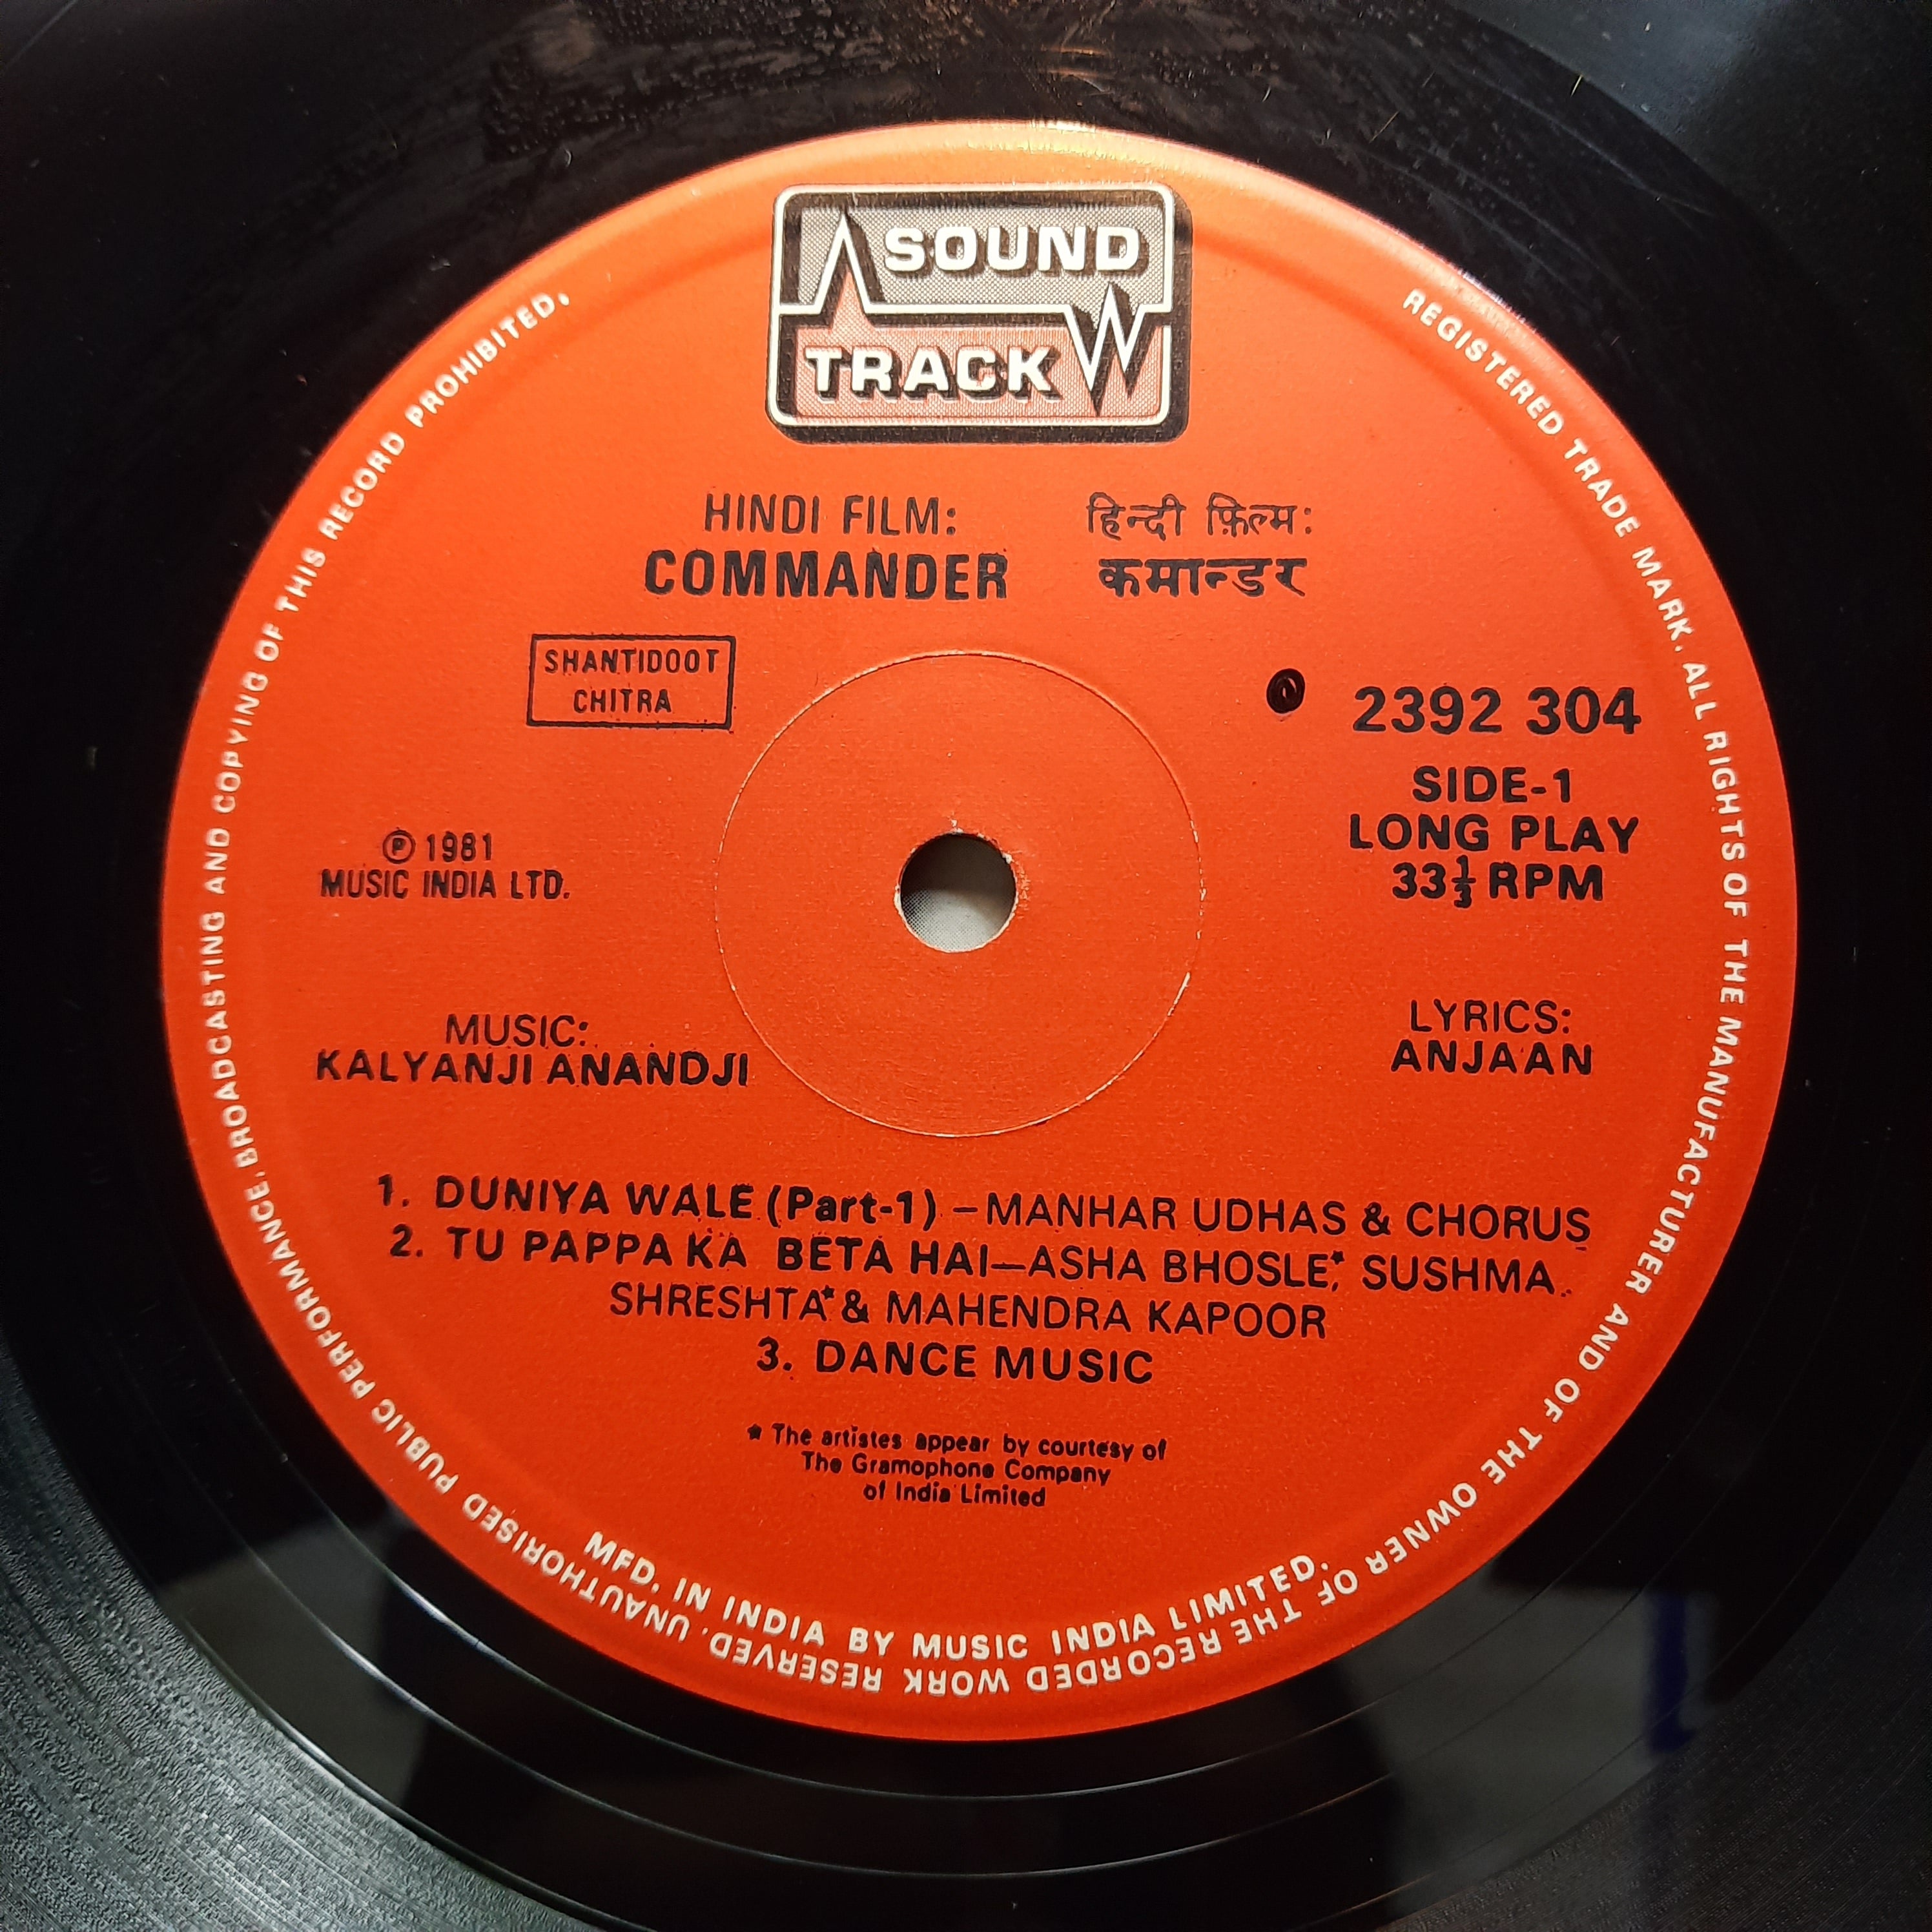 SOUND
TRACK
HINDI FILM:
COMMANDER
हिन्दी फ़िल्म:
कमान्डर
SHANTIDOOT
CHITRA
2392 304
SIDE-1
LONG PLAY
33⅓ RPM
℗ 1981
MUSIC INDIA LTD.
MUSIC:
KALYANJI ANANDJI
LYRICS:
ANJAAN
1. DUNIYA WALE (Part-1) – MANHAR UDHAS & CHORUS
2. TU PAPPA KA BETA HAI—ASHA BHOSLE*, SUSHMA
SHRESHTA* & MAHENDRA KAPOOR
3. DANCE MUSIC
* The artistes appear by courtesy of
The Gramophone Company
of India Limited
MFD. IN INDIA BY MUSIC INDIA LIMITED.
REGISTERED TRADE MARK. ALL RIGHTS OF THE MANUFACTURER AND OF THE OWNER OF THE RECORDED WORK RESERVED. UNAUTHORISED PUBLIC PERFORMANCE, BROADCASTING AND COPYING OF THIS RECORD PROHIBITED.